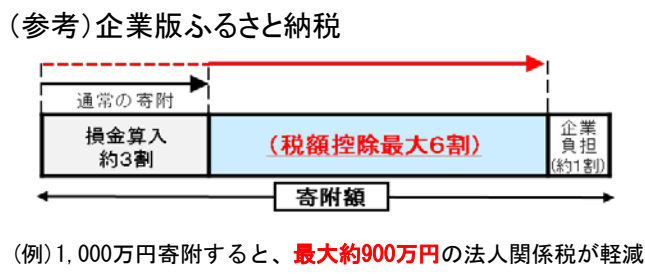 （参考）企業版ふるさと納税
通常の寄附
損金算入
約3割
（税額控除最大6割）
企業
負担
(約1割)
寄附額
(例)1,000万円寄附すると、最大約900万円の法人関係税が軽減